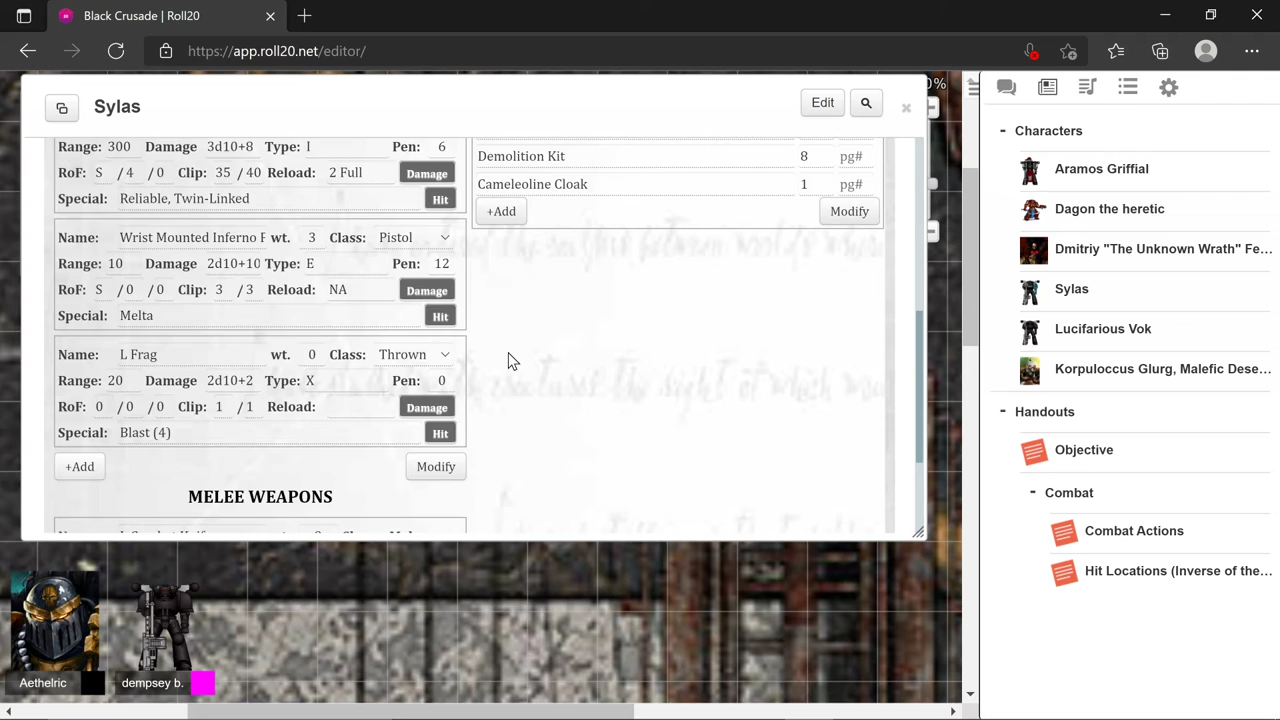 Black Crusade | Roll20
https://app.roll20.net/editor/
Sylas
Edit
0%
Range: 300 Damage 3d10+8 Type: I Pen: 6
RoF: S / 4 / 0 Clip: 35 / 40 Reload: 2 Full Damage
Special: Reliable, Twin-Linked Hit
Name: Wrist Mounted Inferno wt. 3 Class: Pistol
Range: 10 Damage 2d10+10 Type: E Pen: 12
RoF: S / 0 / 0 Clip: 3 / 3 Reload: NA Damage
Special: Melta Hit
Name: L Frag wt. 0 Class: Thrown
Range: 20 Damage 2d10+2 Type: X Pen: 0
RoF: 0 / 0 / 0 Clip: 1 / 1 Reload: Damage
Special: Blast (4) Hit
+Add Modify
MELEE WEAPONS
Demolition Kit 8 pg#
Cameleoline Cloak 1 pg#
+Add Modify
Aethelric
dempsey b.
- Characters
Aramos Griffial
Dagon the heretic
Dmitriy "The Unknown Wrath" Fe...
Sylas
Lucifarious Vok
Korpuloccus Glurg, Malefic Dese...
- Handouts
Objective
- Combat
Combat Actions
Hit Locations (Inverse of the...